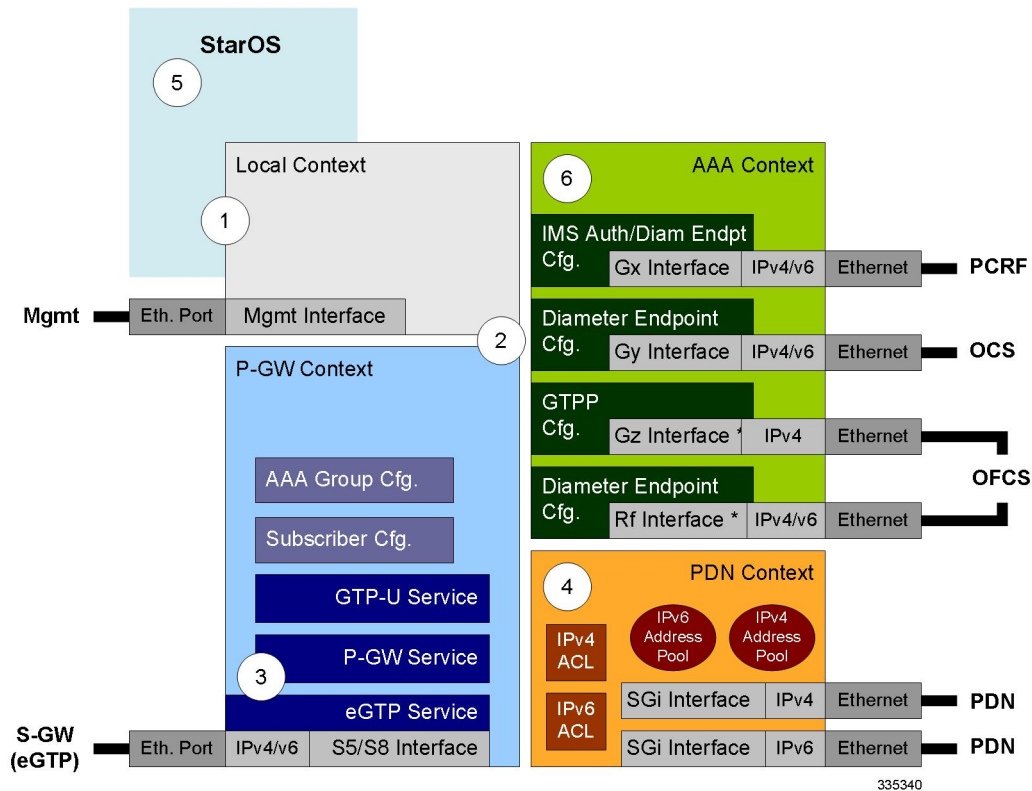 StarOS
5
Local Context
1
Mgmt
Eth. Port
Mgmt Interface
2
P-GW Context
AAA Group Cfg.
Subscriber Cfg.
GTP-U Service
P-GW Service
3
eGTP Service
S-GW
(eGTP)
Eth. Port
IPv4/v6
S5/S8 Interface
6
AAA Context
IMS Auth/Diam Endpt
Cfg.
Gx Interface
IPv4/v6
Ethernet
PCRF
Diameter Endpoint
Cfg.
Gy Interface
IPv4/v6
Ethernet
OCS
GTPP
Cfg.
Gz Interface *
IPv4
Ethernet
OFCS
Diameter Endpoint
Cfg.
Rf Interface *
IPv4/v6
Ethernet
4
PDN Context
IPv6
Address
Pool
IPv4
Address
Pool
IPv4
ACL
IPv6
ACL
SGi Interface
IPv4
Ethernet
PDN
SGi Interface
IPv6
Ethernet
PDN
335340